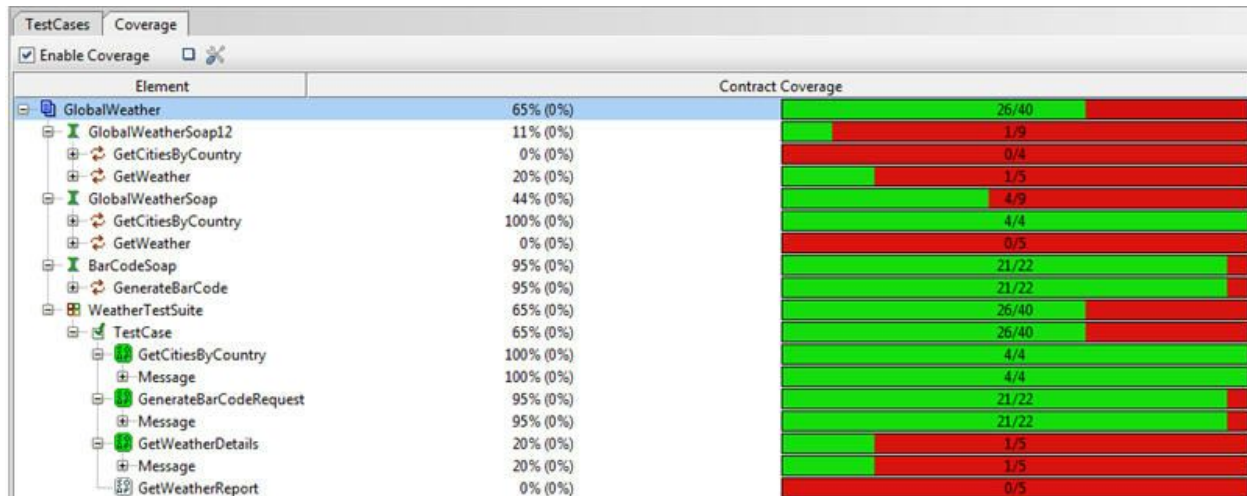 TestCases Coverage
Enable Coverage
Element Contract Coverage
GlobalWeather 65% (0%) 26/40
GlobalWeatherSoap12 11% (0%) 1/9
GetCitiesByCountry 0% (0%) 0/4
GetWeather 20% (0%) 1/5
GlobalWeatherSoap 44% (0%) 4/9
GetCitiesByCountry 100% (0%) 4/4
GetWeather 0% (0%) 0/5
BarCodeSoap 95% (0%) 21/22
GenerateBarCode 95% (0%) 21/22
WeatherTestSuite 65% (0%) 26/40
TestCase 65% (0%) 26/40
GetCitiesByCountry 100% (0%) 4/4
Message 100% (0%) 4/4
GenerateBarCodeRequest 95% (0%) 21/22
Message 95% (0%) 21/22
GetWeatherDetails 20% (0%) 1/5
Message 20% (0%) 1/5
GetWeatherReport 0% (0%) 0/5